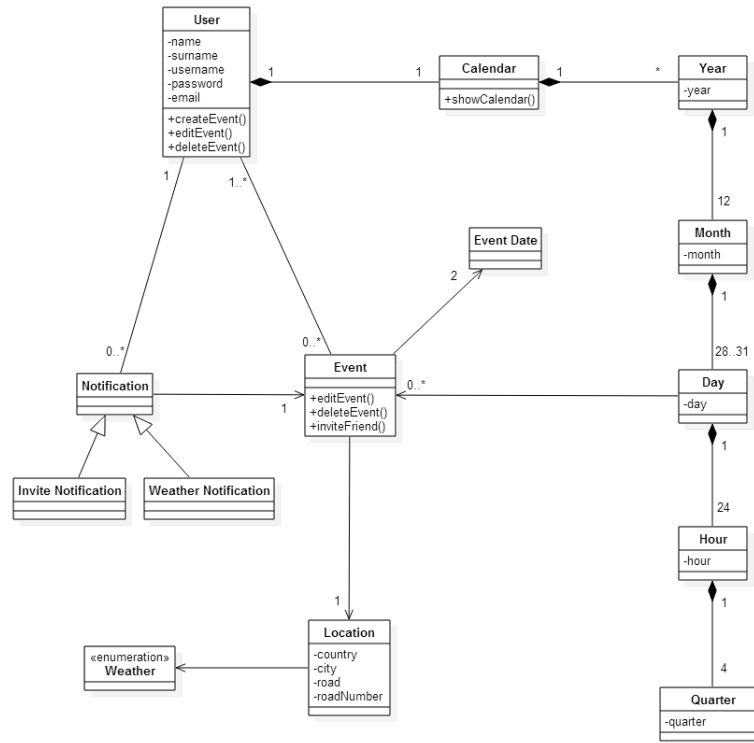 User
-name
-surname
-username
-password
-email
+createEvent()
+editEvent()
+deleteEvent()
1
1
Calendar
+showCalendar()
1
*
Year
-year
1
12
Month
-month
1
28..31
Day
-day
1
24
Hour
-hour
1
4
Quarter
-quarter
1
1..*
Event Date
2
0..*
0..*
Notification
1
Event
+editEvent()
+deleteEvent()
+inviteFriend()
0..*
Invite Notification
Weather Notification
1
Location
-country
-city
-road
-roadNumber
«enumeration»
Weather